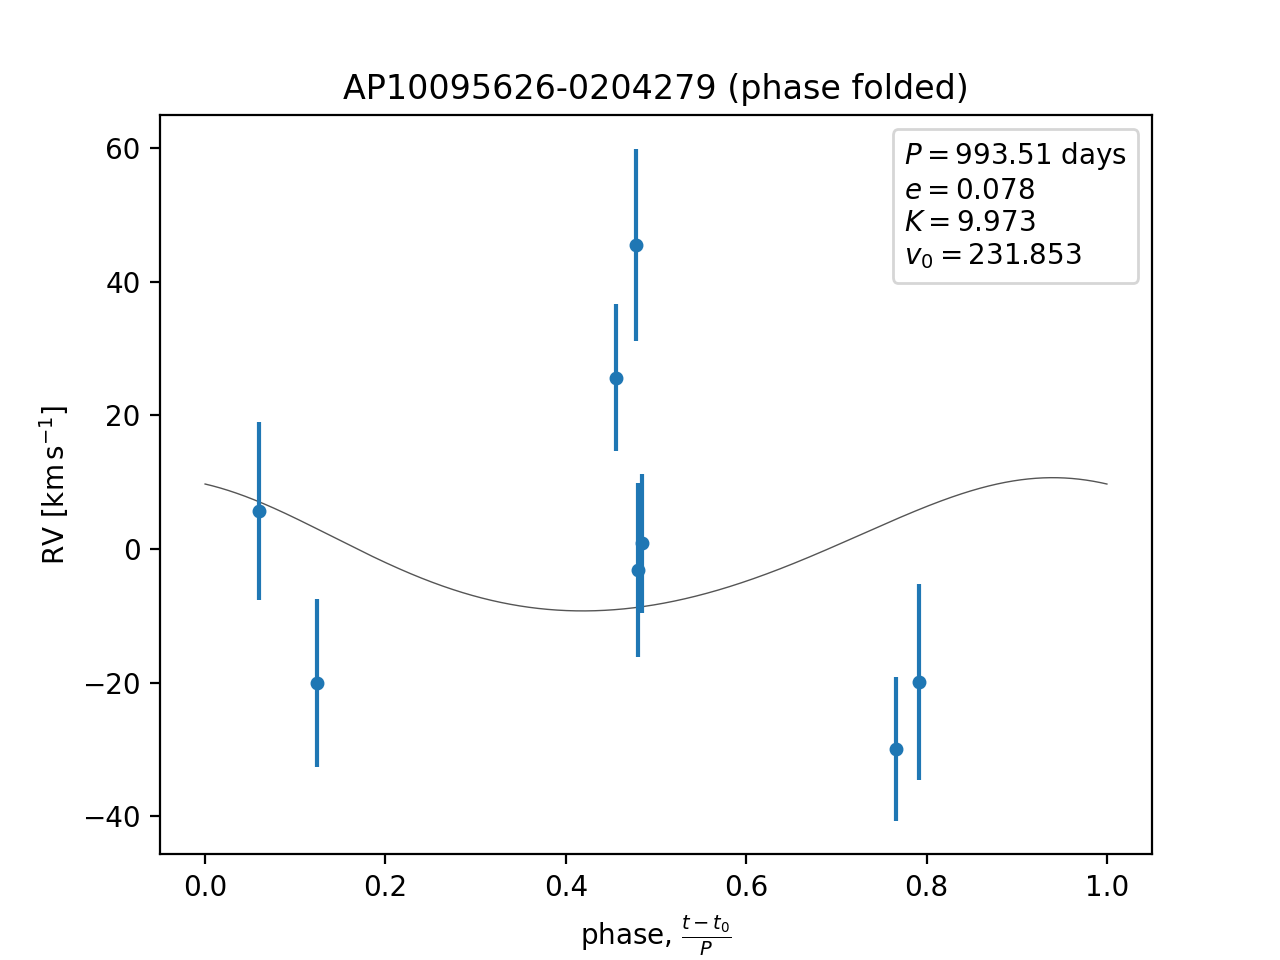 AP10095626-0204279 (phase folded)
P = 993.51 days
e = 0.078
K = 9.973
v₀ = 231.853
60
40
20
0
−20
−40
RV [km s⁻¹]
0.0 0.2 0.4 0.6 0.8 1.0
phase, (t − t₀)/P